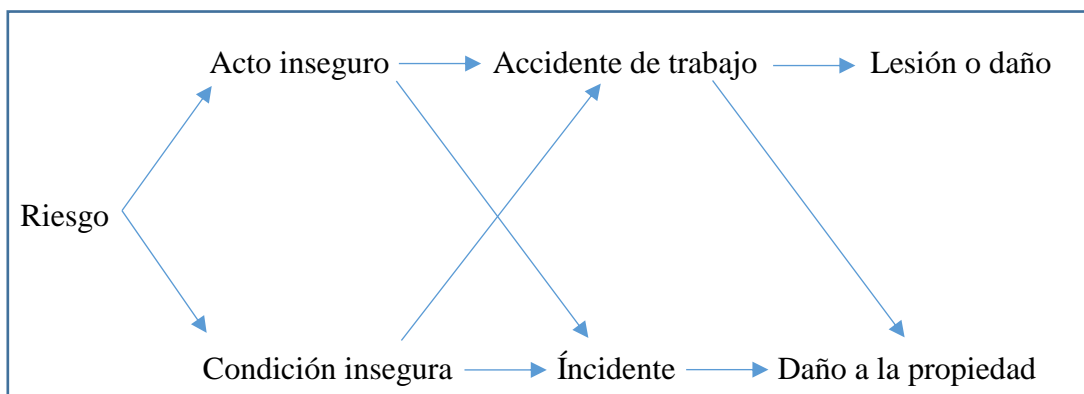 Acto inseguro Accidente de trabajo Lesión o daño
Riesgo
Condición insegura Íncidente Daño a la propiedad